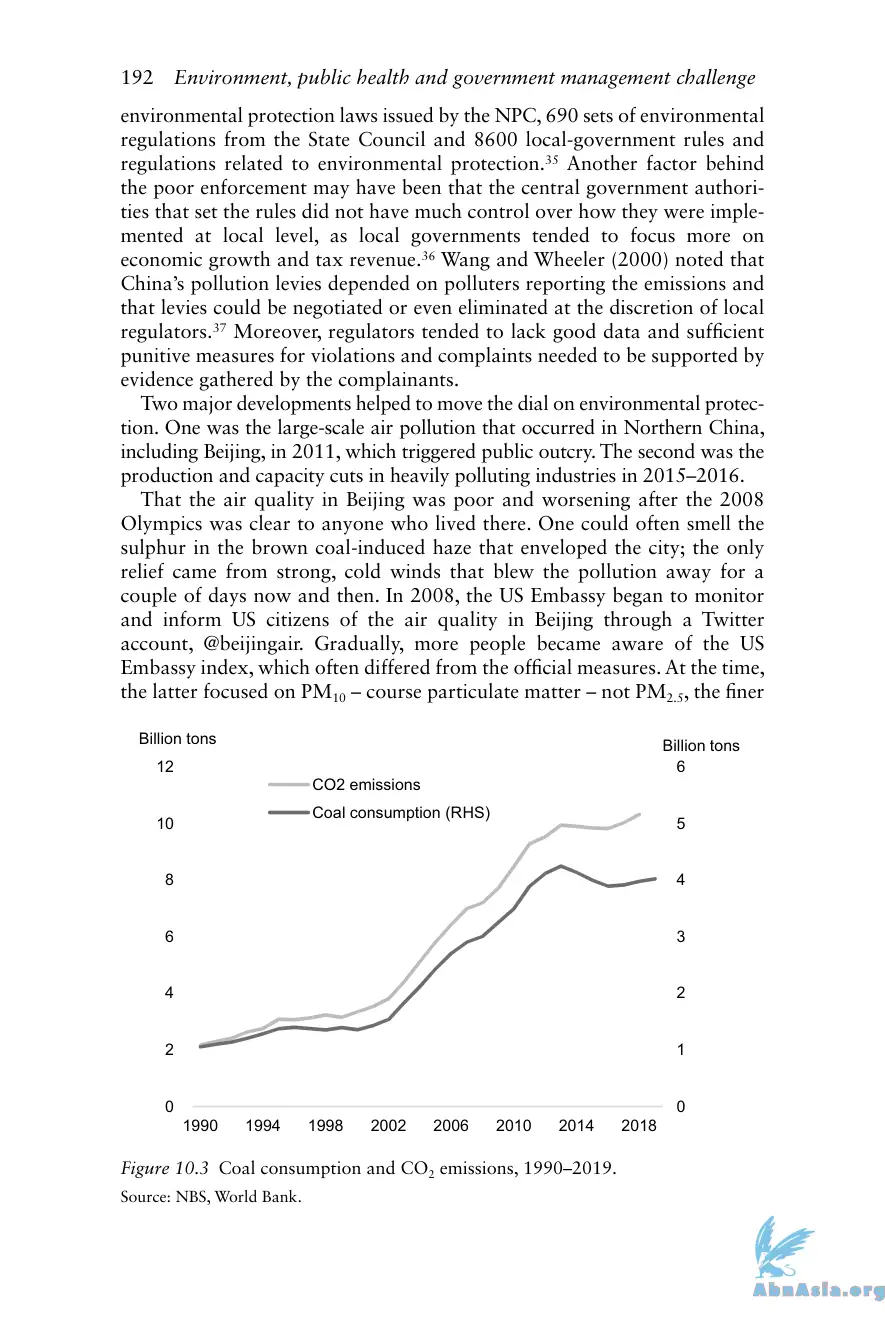 192 Environment, public health and government management challenge
environmental protection laws issued by the NPC, 690 sets of environmental
regulations from the State Council and 8600 local-government rules and
regulations related to environmental protection.35 Another factor behind
the poor enforcement may have been that the central government authori-
ties that set the rules did not have much control over how they were imple-
mented at local level, as local governments tended to focus more on
economic growth and tax revenue.36 Wang and Wheeler (2000) noted that
China's pollution levies depended on polluters reporting the emissions and
that levies could be negotiated or even eliminated at the discretion of local
regulators.37 Moreover, regulators tended to lack good data and sufficient
punitive measures for violations and complaints needed to be supported by
evidence gathered by the complainants.
Two major developments helped to move the dial on environmental protec-
tion. One was the large-scale air pollution that occurred in Northern China,
including Beijing, in 2011, which triggered public outcry. The second was the
production and capacity cuts in heavily polluting industries in 2015–2016.
That the air quality in Beijing was poor and worsening after the 2008
Olympics was clear to anyone who lived there. One could often smell the
sulphur in the brown coal-induced haze that enveloped the city; the only
relief came from strong, cold winds that blew the pollution away for a
couple of days now and then. In 2008, the US Embassy began to monitor
and inform US citizens of the air quality in Beijing through a Twitter
account, @beijingair. Gradually, more people became aware of the US
Embassy index, which often differed from the official measures. At the time,
the latter focused on PM10 – course particulate matter – not PM2.5, the finer
Billion tons Billion tons
12 6
CO2 emissions
Coal consumption (RHS)
10 5
8 4
6 3
4 2
2 1
0 0
1990 1994 1998 2002 2006 2010 2014 2018
Figure 10.3 Coal consumption and CO2 emissions, 1990–2019.
Source: NBS, World Bank.
AbnAsia.org